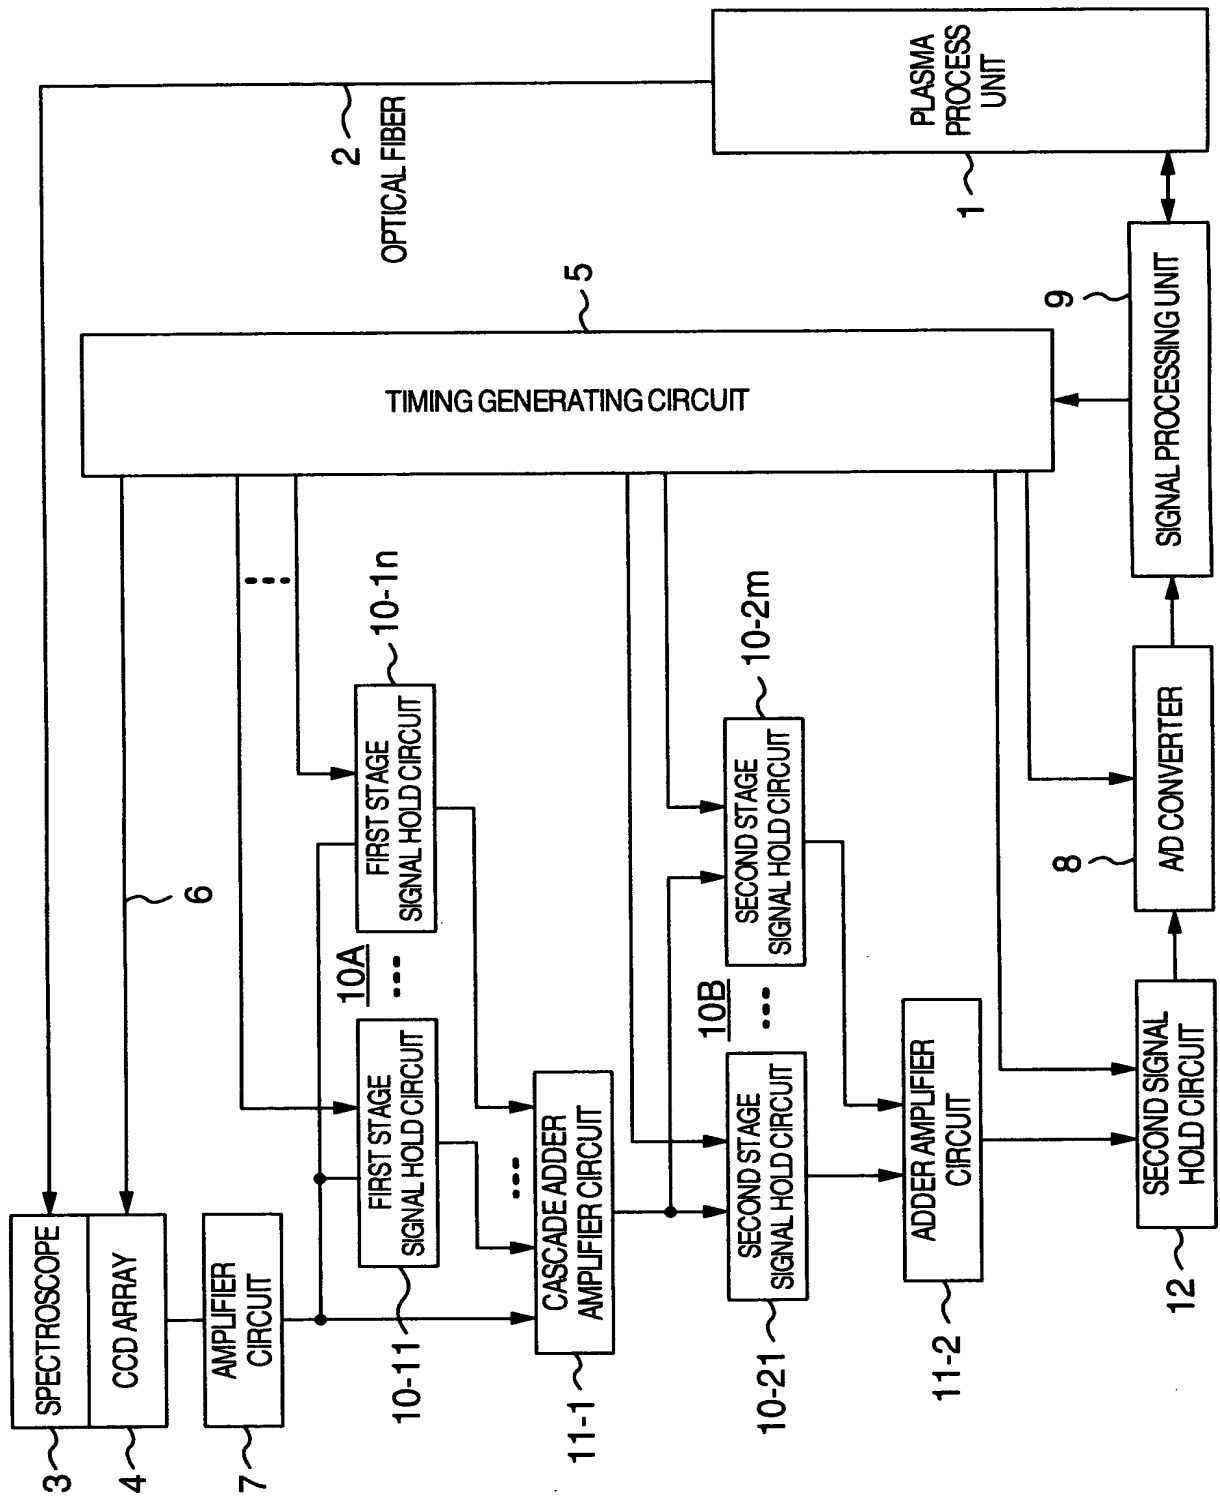 3
SPECTROSCOPE
4
CCD ARRAY
7
AMPLIFIER
CIRCUIT
2
OPTICAL FIBER
6
5
TIMING GENERATING CIRCUIT
PLASMA
PROCESS
UNIT
1
10-11
FIRST STAGE
SIGNAL HOLD CIRCUIT
10A
FIRST STAGE
SIGNAL HOLD CIRCUIT
10-1n
11-1
CASCADE ADDER
AMPLIFIER CIRCUIT
10-21
SECOND STAGE
SIGNAL HOLD CIRCUIT
10B
SECOND STAGE
SIGNAL HOLD CIRCUIT
10-2m
11-2
ADDER AMPLIFIER
CIRCUIT
12
SECOND SIGNAL
HOLD CIRCUIT
8
A/D CONVERTER
9
SIGNAL PROCESSING UNIT